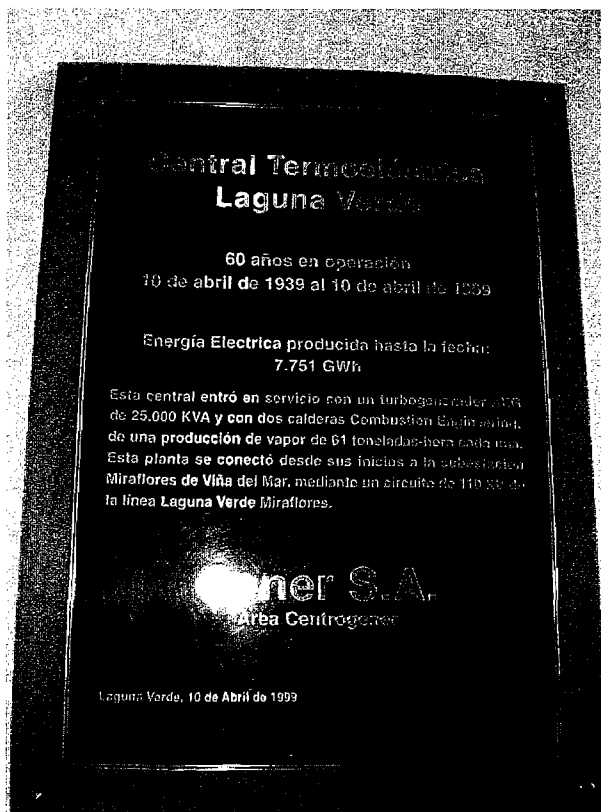 Central Termoeléctrica
Laguna Verde
60 años en operación
10 de abril de 1939 al 10 de abril de 1999
Energía Electrica producida hasta la fecha:
7.751 GWh
Esta central entró en servicio con un turbogenerador AEG
de 25.000 KVA y con dos calderas Combustion Engineering,
de una producción de vapor de 61 toneladas-hora cada una.
Esta planta se conectó desde sus inicios a la subestación
Miraflores de Viña del Mar, mediante un circuito de 110 KV de
la línea Laguna Verde Miraflores.
Gener S.A.
Area Centrogener
Laguna Verde, 10 de Abril de 1999